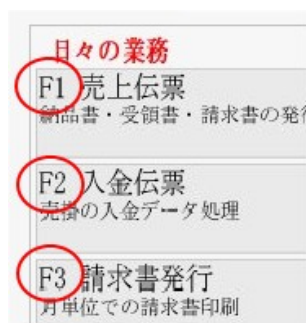 日々の業務
F1 売上伝票
納品書・受領書・請求書の発行
F2 入金伝票
売掛の入金データ処理
F3 請求書発行
月単位での請求書印刷